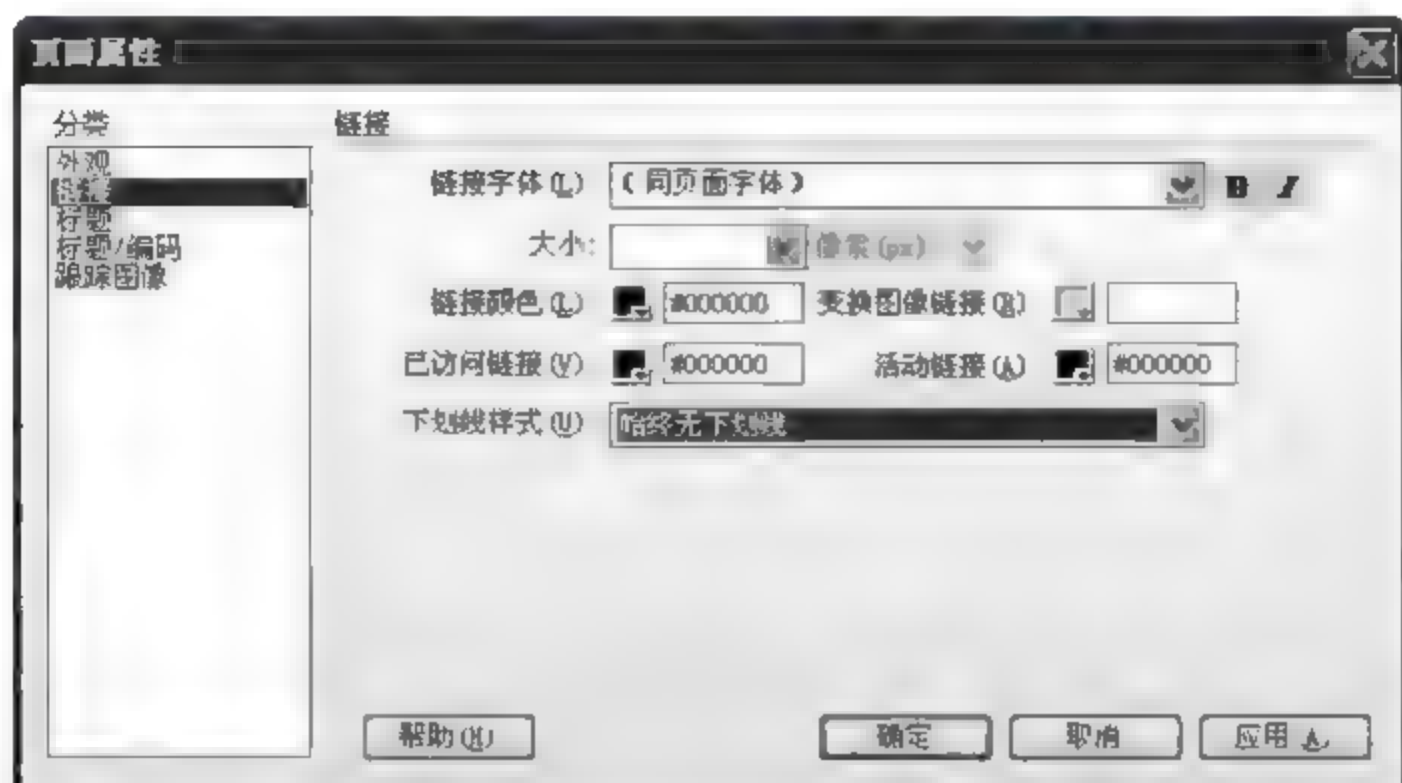 页面属性
分类
外观
链接
标题
标题/编码
跟踪图像
链接
链接字体(L) (同页面字体) B I
大小: 像素(px)
链接颜色(L) #000000 变换图像链接(R)
已访问链接(V) #000000 活动链接(A) #000000
下划线样式(U) 始终无下划线
帮助(H) 确定 取消 应用 A